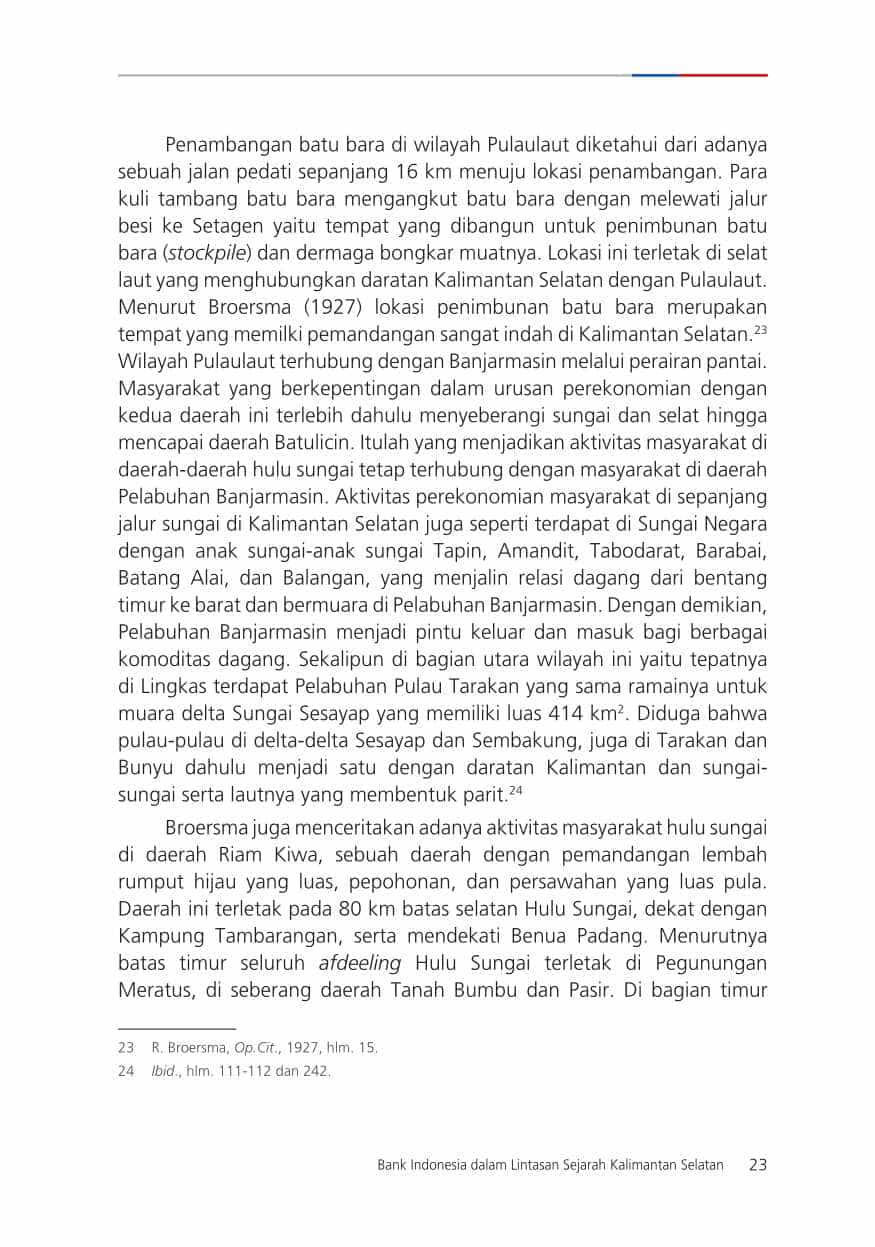 Penambangan batu bara di wilayah Pulaulaut diketahui dari adanya
sebuah jalan pedati sepanjang 16 km menuju lokasi penambangan. Para
kuli tambang batu bara mengangkut batu bara dengan melewati jalur
besi ke Setagen yaitu tempat yang dibangun untuk penimbunan batu
bara (stockpile) dan dermaga bongkar muatnya. Lokasi ini terletak di selat
laut yang menghubungkan daratan Kalimantan Selatan dengan Pulaulaut.
Menurut Broersma (1927) lokasi penimbunan batu bara merupakan
tempat yang memilki pemandangan sangat indah di Kalimantan Selatan.²³
Wilayah Pulaulaut terhubung dengan Banjarmasin melalui perairan pantai.
Masyarakat yang berkepentingan dalam urusan perekonomian dengan
kedua daerah ini terlebih dahulu menyeberangi sungai dan selat hingga
mencapai daerah Batulicin. Itulah yang menjadikan aktivitas masyarakat di
daerah-daerah hulu sungai tetap terhubung dengan masyarakat di daerah
Pelabuhan Banjarmasin. Aktivitas perekonomian masyarakat di sepanjang
jalur sungai di Kalimantan Selatan juga seperti terdapat di Sungai Negara
dengan anak sungai-anak sungai Tapin, Amandit, Tabodarat, Barabai,
Batang Alai, dan Balangan, yang menjalin relasi dagang dari bentang
timur ke barat dan bermuara di Pelabuhan Banjarmasin. Dengan demikian,
Pelabuhan Banjarmasin menjadi pintu keluar dan masuk bagi berbagai
komoditas dagang. Sekalipun di bagian utara wilayah ini yaitu tepatnya
di Lingkas terdapat Pelabuhan Pulau Tarakan yang sama ramainya untuk
muara delta Sungai Sesayap yang memiliki luas 414 km². Diduga bahwa
pulau-pulau di delta-delta Sesayap dan Sembakung, juga di Tarakan dan
Bunyu dahulu menjadi satu dengan daratan Kalimantan dan sungai-
sungai serta lautnya yang membentuk parit.²⁴
Broersma juga menceritakan adanya aktivitas masyarakat hulu sungai
di daerah Riam Kiwa, sebuah daerah dengan pemandangan lembah
rumput hijau yang luas, pepohonan, dan persawahan yang luas pula.
Daerah ini terletak pada 80 km batas selatan Hulu Sungai, dekat dengan
Kampung Tambarangan, serta mendekati Benua Padang. Menurutnya
batas timur seluruh afdeeling Hulu Sungai terletak di Pegunungan
Meratus, di seberang daerah Tanah Bumbu dan Pasir. Di bagian timur
23 R. Broersma, Op.Cit., 1927, hlm. 15.
24 Ibid., hlm. 111-112 dan 242.
Bank Indonesia dalam Lintasan Sejarah Kalimantan Selatan 23